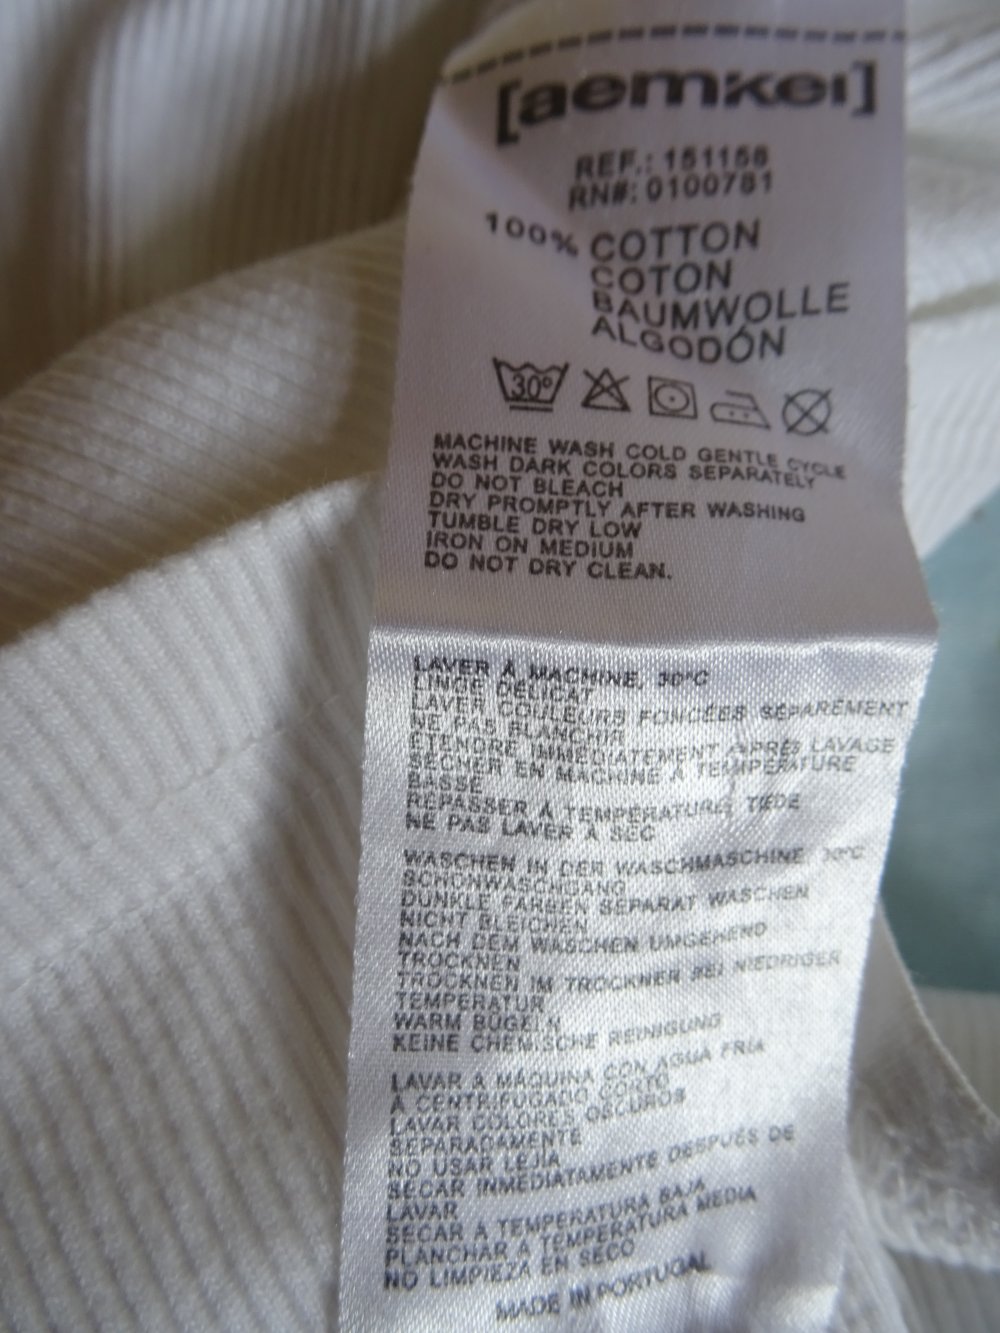 [aemkei]
REF.: 151158
RN#: 0100781
100% COTTON
COTON
BAUMWOLLE
ALGODÓN
30°
MACHINE WASH COLD GENTLE CYCLE
WASH DARK COLORS SEPARATELY
DO NOT BLEACH
DRY PROMPTLY AFTER WASHING
TUMBLE DRY LOW
IRON ON MEDIUM
DO NOT DRY CLEAN.
LAVER À MACHINE, 30°C
LINGE DÉLICAT
LAVER COULEURS FONCÉES SÉPARÉMENT
NE PAS BLANCHIR
ÉTENDRE IMMÉDIATEMENT APRÈS LAVAGE
SÉCHER EN MACHINE À TEMPÉRATURE
BASSE
REPASSER À TEMPÉRATURE TIÈDE
NE PAS LAVER À SEC
WASCHEN IN DER WASCHMASCHINE 30°C
SCHONWASCHGANG
DUNKLE FARBEN SEPARAT WASCHEN
NICHT BLEICHEN
NACH DEM WASCHEN UMGEHEND
TROCKNEN
TROCKNEN IM TROCKNER BEI NIEDRIGER
TEMPERATUR
WARM BÜGELN
KEINE CHEMISCHE REINIGUNG
LAVAR A MÁQUINA CON AGUA FRÍA
A CENTRIFUGADO CORTO
LAVAR COLORES OSCUROS
SEPARADAMENTE
NO USAR LEJÍA
SECAR INMEDIATAMENTE DESPUÉS DE
LAVAR
SECAR A TEMPERATURA BAJA
PLANCHAR A TEMPERATURA MEDIA
NO LIMPIEZA EN SECO
MADE IN PORTUGAL